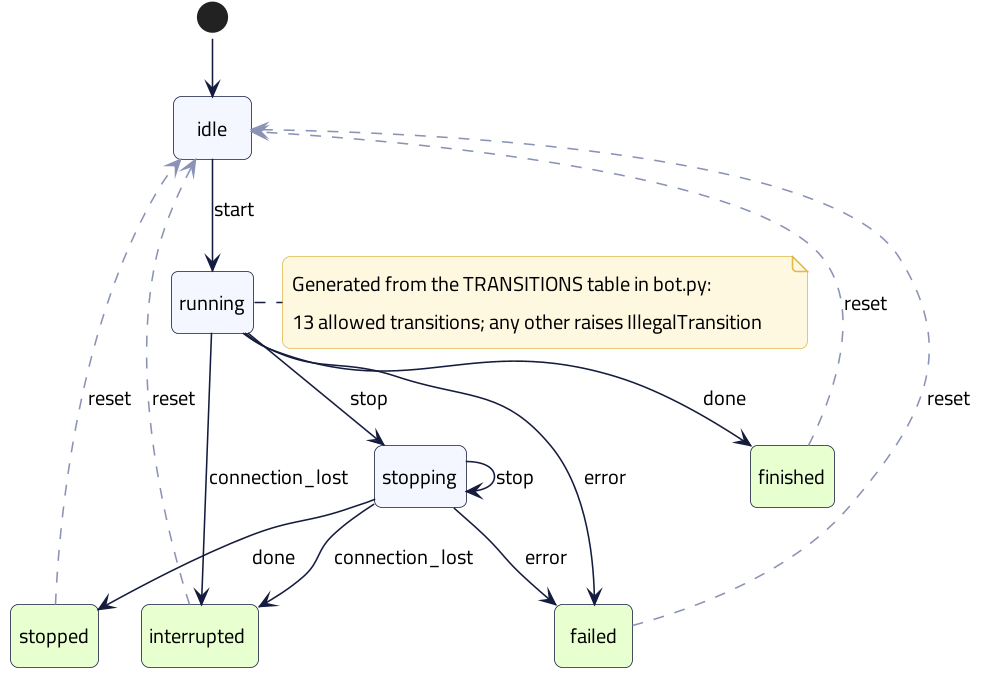 idle
start
running
Generated from the TRANSITIONS table in bot.py:
13 allowed transitions; any other raises IllegalTransition
reset
reset
reset
stop
done
reset
connection_lost
stopping
stop
error
finished
done
connection_lost
error
stopped
interrupted
failed